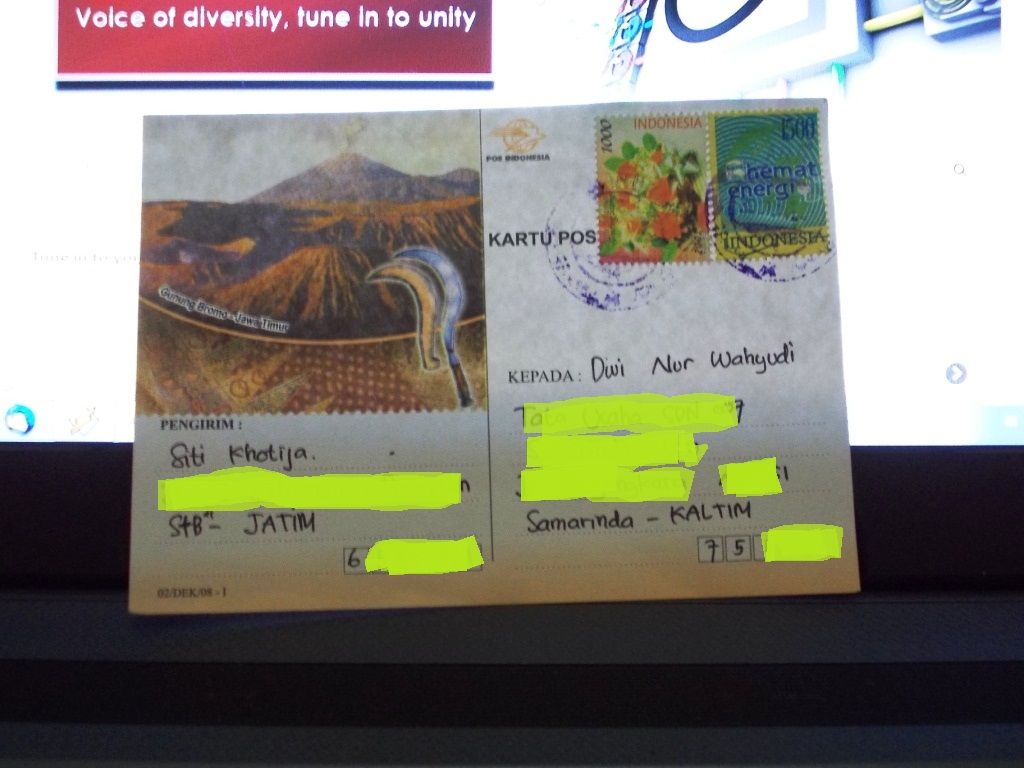 Voice of diversity, tune in to unity
POS INDONESIA
1000
INDONESIA
1500
hemat
energi
INDONESIA
KARTU POS
Gunung Bromo - Jawa Timur
KEPADA : Dwi Nur Wahyudi
PENGIRIM :
Siti Khotija.
StB - JATIM
6
Samarinda - KALTIM
7 5
02/DEK/08 - I